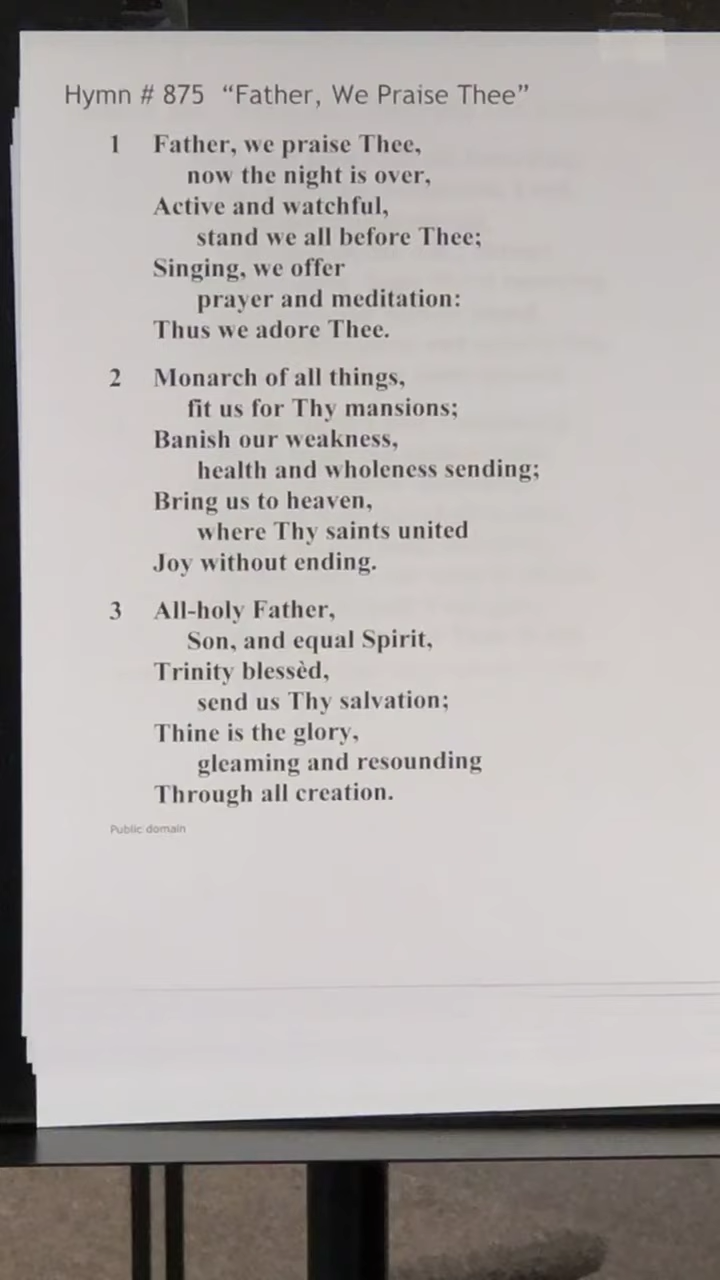 Hymn # 875 “Father, We Praise Thee”
1 Father, we praise Thee,
now the night is over,
Active and watchful,
stand we all before Thee;
Singing, we offer
prayer and meditation:
Thus we adore Thee.
2 Monarch of all things,
fit us for Thy mansions;
Banish our weakness,
health and wholeness sending;
Bring us to heaven,
where Thy saints united
Joy without ending.
3 All-holy Father,
Son, and equal Spirit,
Trinity blessèd,
send us Thy salvation;
Thine is the glory,
gleaming and resounding
Through all creation.
Public domain